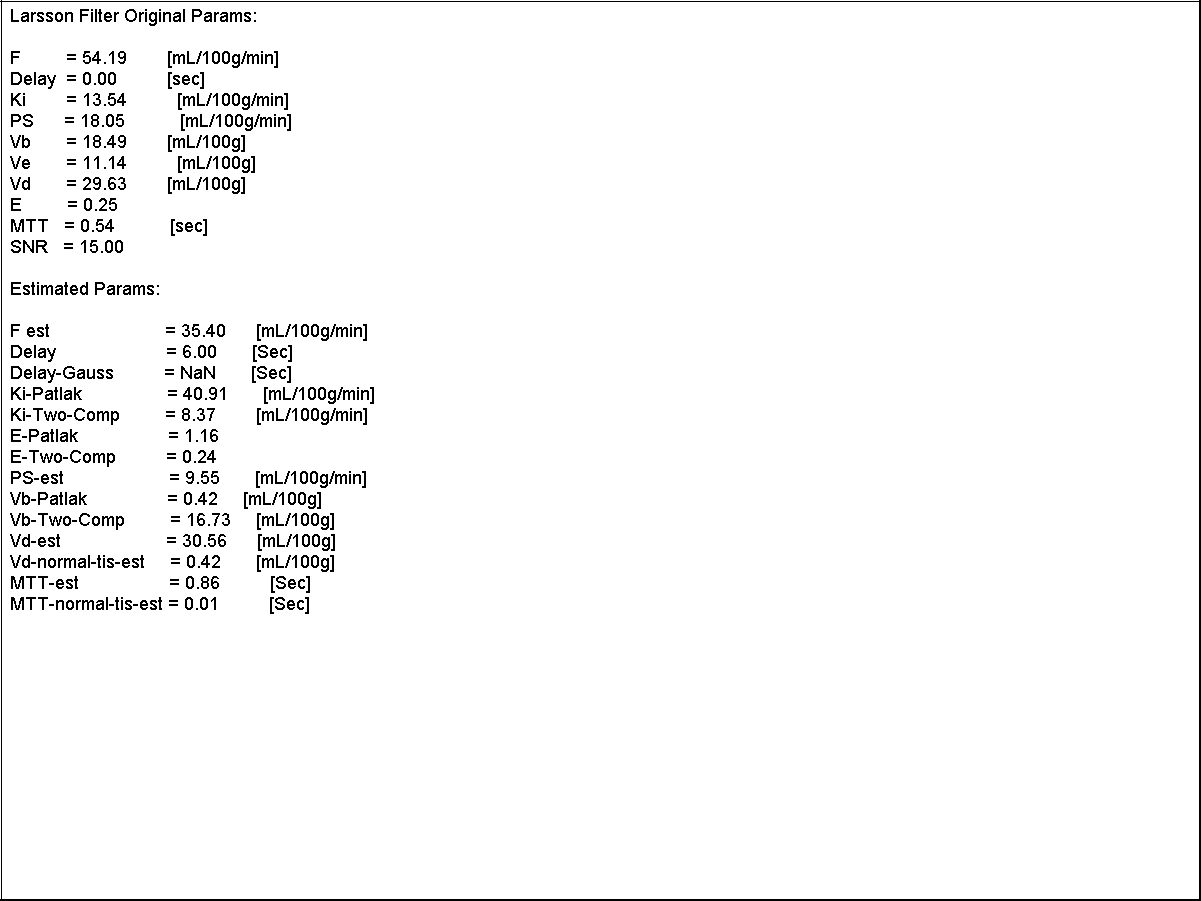 Larsson Filter Original Params:
F = 54.19 [mL/100g/min]
Delay = 0.00 [sec]
Ki = 13.54 [mL/100g/min]
PS = 18.05 [mL/100g/min]
Vb = 18.49 [mL/100g]
Ve = 11.14 [mL/100g]
Vd = 29.63 [mL/100g]
E = 0.25
MTT = 0.54 [sec]
SNR = 15.00
Estimated Params:
F est = 35.40 [mL/100g/min]
Delay = 6.00 [Sec]
Delay-Gauss = NaN [Sec]
Ki-Patlak = 40.91 [mL/100g/min]
Ki-Two-Comp = 8.37 [mL/100g/min]
E-Patlak = 1.16
E-Two-Comp = 0.24
PS-est = 9.55 [mL/100g/min]
Vb-Patlak = 0.42 [mL/100g]
Vb-Two-Comp = 16.73 [mL/100g]
Vd-est = 30.56 [mL/100g]
Vd-normal-tis-est = 0.42 [mL/100g]
MTT-est = 0.86 [Sec]
MTT-normal-tis-est = 0.01 [Sec]